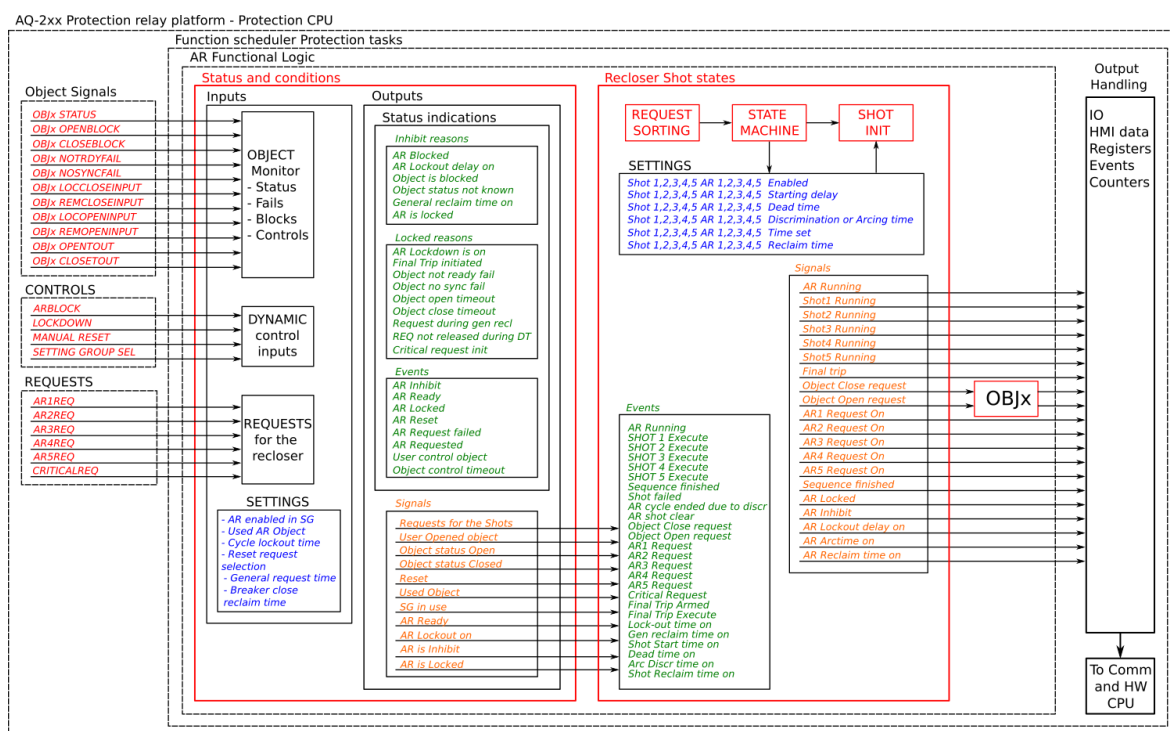 AQ-2xx Protection relay platform - Protection CPU
Function scheduler Protection tasks
AR Functional Logic
Object Signals
OBJx STATUS
OBJx OPENBLOCK
OBJx CLOSEBLOCK
OBJx NOTRDYFAIL
OBJx NOSYNCFAIL
OBJx LOCCLOSEINPUT
OBJx REMCLOSEINPUT
OBJx LOCOPENINPUT
OBJx REMOPENINPUT
OBJx OPENTOUT
OBJx CLOSETOUT
CONTROLS
ARBLOCK
LOCKDOWN
MANUAL RESET
SETTING GROUP SEL
REQUESTS
AR1REQ
AR2REQ
AR3REQ
AR4REQ
AR5REQ
CRITICALREQ
Status and conditions
Inputs
OBJECT
Monitor
- Status
- Fails
- Blocks
- Controls
DYNAMIC
control
inputs
REQUESTS
for the
recloser
SETTINGS
- AR enabled in SG
- Used AR Object
- Cycle lockout time
- Reset request
selection
- General request time
- Breaker close
reclaim time
Outputs
Status indications
Inhibit reasons
AR Blocked
AR Lockout delay on
Object is blocked
Object status not known
General reclaim time on
AR is locked
Locked reasons
AR Lockdown is on
Final Trip initiated
Object not ready fail
Object no sync fail
Object open timeout
Object close timeout
Request during gen recl
REQ not released during DT
Critical request init
Events
AR Inhibit
AR Ready
AR Locked
AR Reset
AR Request failed
AR Requested
User control object
Object control timeout
Signals
Requests for the Shots
User Opened object
Object status Open
Object status Closed
Reset
Used Object
SG in use
AR Ready
AR Lockout on
AR is Inhibit
AR is Locked
Recloser Shot states
REQUEST
SORTING
STATE
MACHINE
SHOT
INIT
SETTINGS
Shot 1,2,3,4,5 AR 1,2,3,4,5 Enabled
Shot 1,2,3,4,5 AR 1,2,3,4,5 Starting delay
Shot 1,2,3,4,5 AR 1,2,3,4,5 Dead time
Shot 1,2,3,4,5 AR 1,2,3,4,5 Discrimination or Arcing time
Shot 1,2,3,4,5 AR 1,2,3,4,5 Time set
Shot 1,2,3,4,5 AR 1,2,3,4,5 Reclaim time
Events
AR Running
SHOT 1 Execute
SHOT 2 Execute
SHOT 3 Execute
SHOT 4 Execute
SHOT 5 Execute
Sequence finished
Shot failed
AR cycle ended due to discr
AR shot clear
Object Close request
Object Open request
AR1 Request
AR2 Request
AR3 Request
AR4 Request
AR5 Request
Critical Request
Final Trip Armed
Final Trip Execute
Lock-out time on
Gen reclaim time on
Shot Start time on
Dead time on
Arc Discr time on
Shot Reclaim time on
Signals
AR Running
Shot1 Running
Shot2 Running
Shot3 Running
Shot4 Running
Shot5 Running
Final trip
Object Close request
Object Open request
AR1 Request On
AR2 Request On
AR3 Request On
AR4 Request On
AR5 Request On
Sequence finished
AR Locked
AR Inhibit
AR Lockout delay on
AR Arctime on
AR Reclaim time on
OBJx
Output
Handling
IO
HMI data
Registers
Events
Counters
To Comm
and HW
CPU